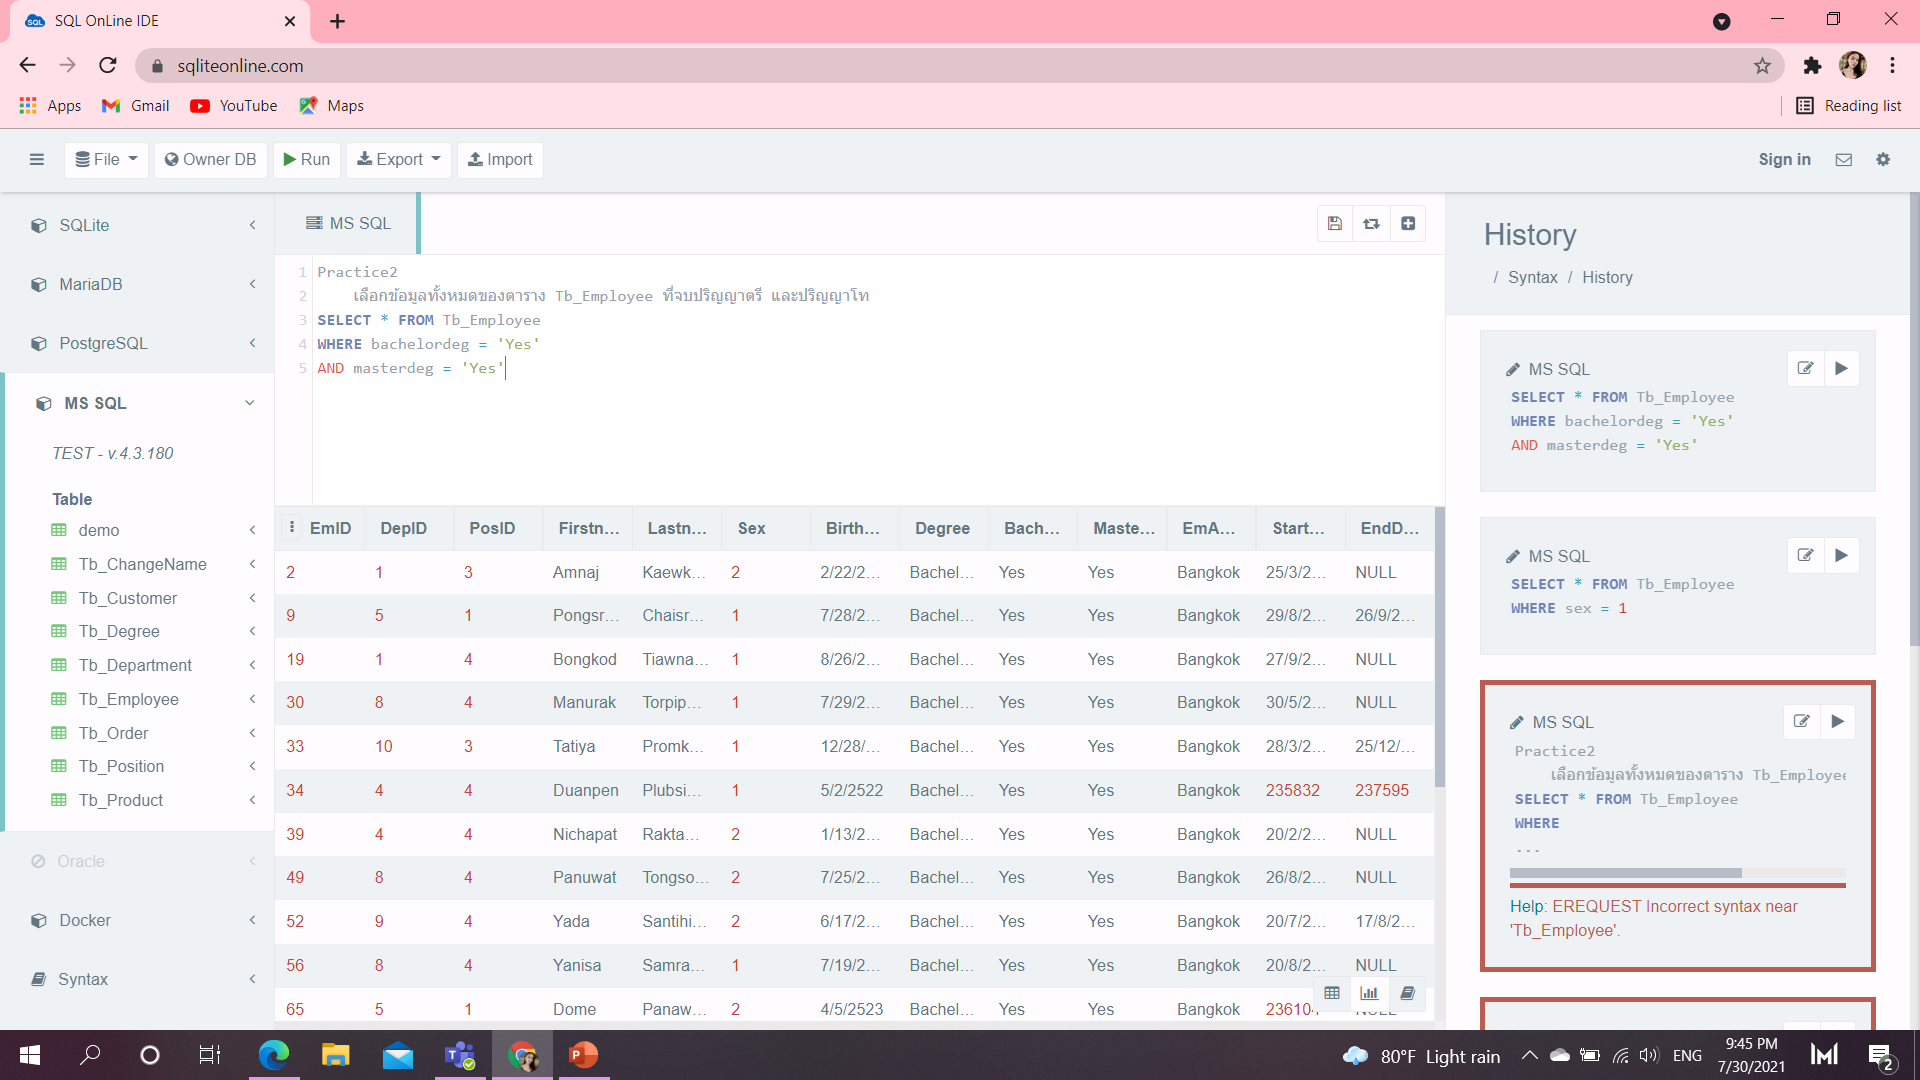 SQL OnLine IDE
sqliteonline.com
Apps Gmail YouTube Maps Reading list
File Owner DB Run Export Import Sign in
SQLite
MariaDB
PostgreSQL
MS SQL
TEST - v.4.3.180
Table
demo
Tb_ChangeName
Tb_Customer
Tb_Degree
Tb_Department
Tb_Employee
Tb_Order
Tb_Position
Tb_Product
Oracle
Docker
Syntax
MS SQL
1 Practice2
2 เลือกข้อมูลทั้งหมดของตาราง Tb_Employee ที่จบปริญญาตรี และปริญญาโท
3 SELECT * FROM Tb_Employee
4 WHERE bachelordeg = 'Yes'
5 AND masterdeg = 'Yes'
EmID DepID PosID Firstn... Lastn... Sex Birth... Degree Bach... Maste... EmA... Start... EndD...
2 1 3 Amnaj Kaewk... 2 2/22/2... Bachel... Yes Yes Bangkok 25/3/2... NULL
9 5 1 Pongsr... Chaisr... 1 7/28/2... Bachel... Yes Yes Bangkok 29/8/2... 26/9/2...
19 1 4 Bongkod Tiawna... 1 8/26/2... Bachel... Yes Yes Bangkok 27/9/2... NULL
30 8 4 Manurak Torpip... 1 7/29/2... Bachel... Yes Yes Bangkok 30/5/2... NULL
33 10 3 Tatiya Promk... 1 12/28/... Bachel... Yes Yes Bangkok 28/3/2... 25/12/...
34 4 4 Duanpen Plubsi... 1 5/2/2522 Bachel... Yes Yes Bangkok 235832 237595
39 4 4 Nichapat Rakta... 2 1/13/2... Bachel... Yes Yes Bangkok 20/2/2... NULL
49 8 4 Panuwat Tongso... 2 7/25/2... Bachel... Yes Yes Bangkok 26/8/2... NULL
52 9 4 Yada Santihi... 2 6/17/2... Bachel... Yes Yes Bangkok 20/7/2... 17/8/2...
56 8 4 Yanisa Samra... 1 7/19/2... Bachel... Yes Yes Bangkok 20/8/2... NULL
65 5 1 Dome Panaw... 2 4/5/2523 Bachel... Yes Yes Bangkok 236104 NULL
History
/ Syntax / History
MS SQL
SELECT * FROM Tb_Employee
WHERE bachelordeg = 'Yes'
AND masterdeg = 'Yes'
MS SQL
SELECT * FROM Tb_Employee
WHERE sex = 1
MS SQL
Practice2
เลือกข้อมูลทั้งหมดของตาราง Tb_Employee
SELECT * FROM Tb_Employee
WHERE
...
Help: EREQUEST Incorrect syntax near
'Tb_Employee'.
80°F Light rain ENG
9:45 PM
7/30/2021
2